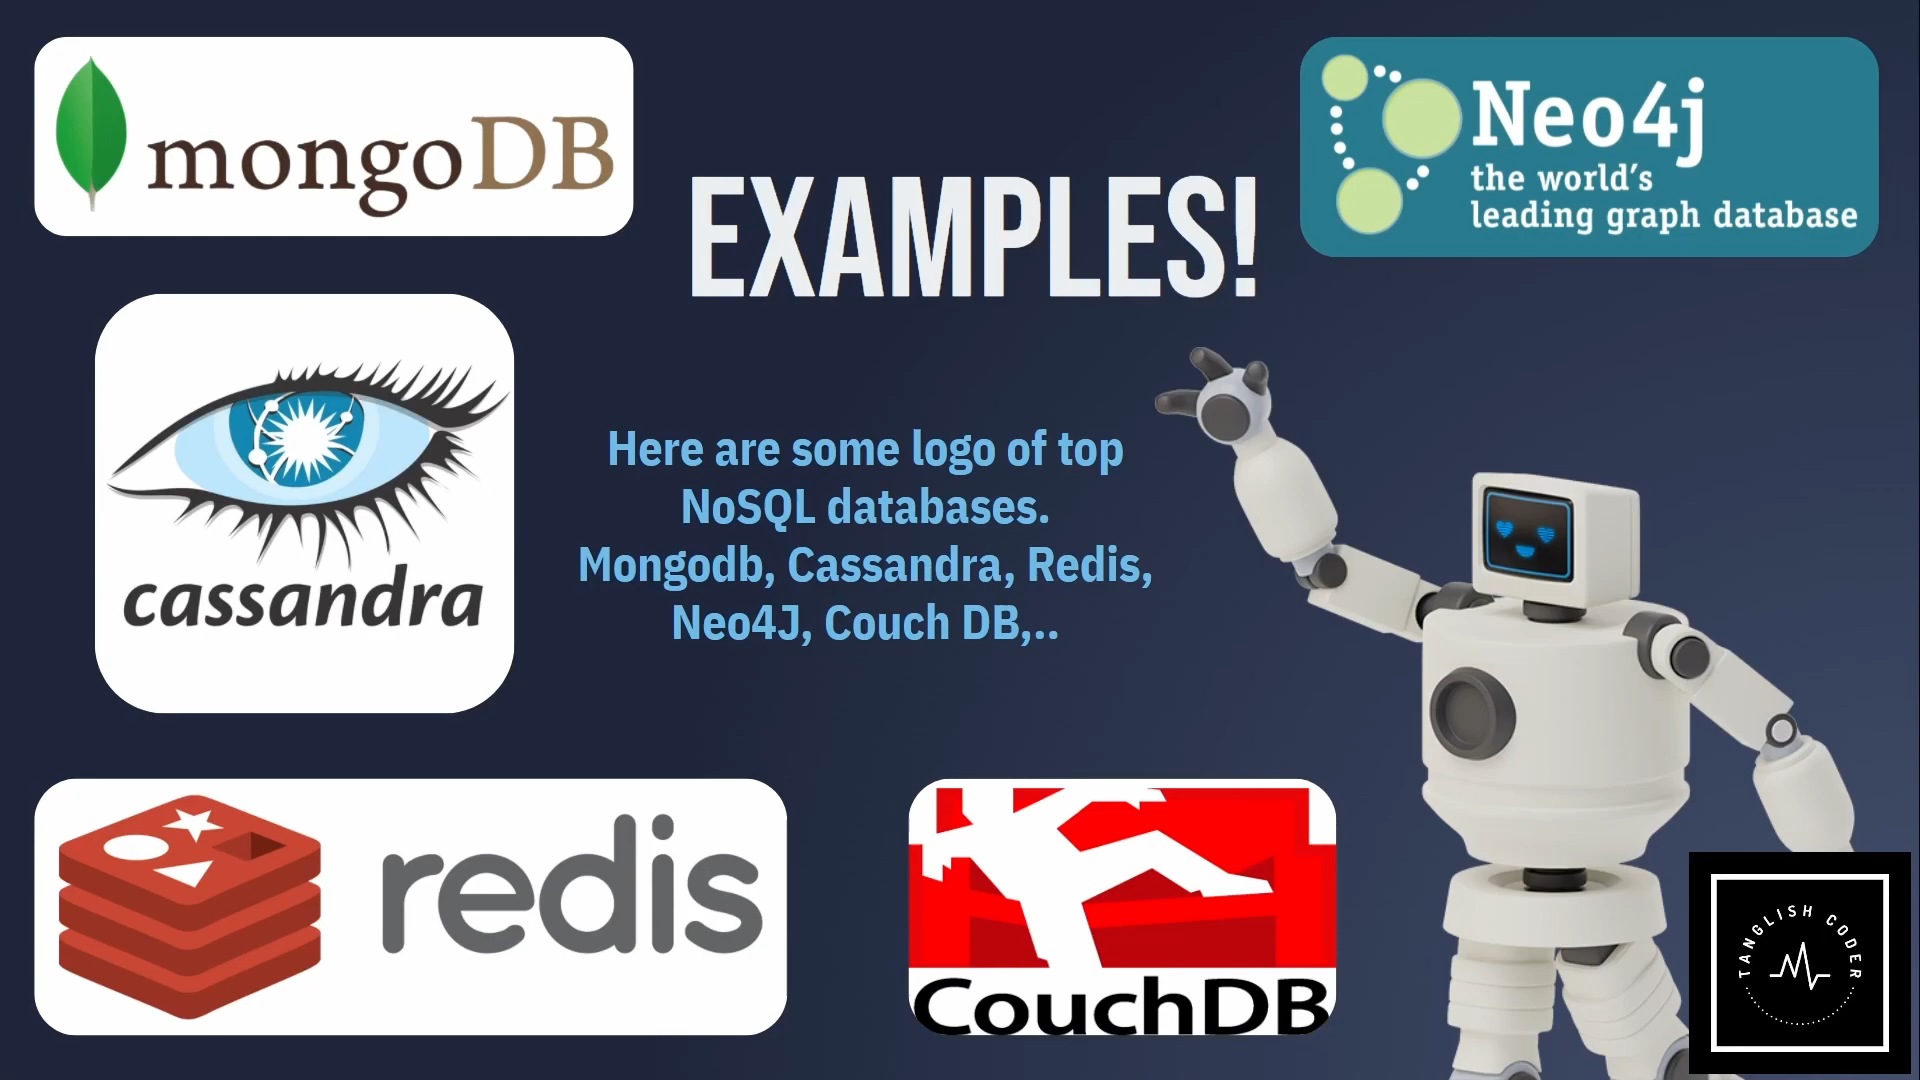 mongoDB
EXAMPLES!
Neo4j
the world's
leading graph database
cassandra
Here are some logo of top
NoSQL databases.
Mongodb, Cassandra, Redis,
Neo4J, Couch DB,..
redis
CouchDB
TANGLISH CODER